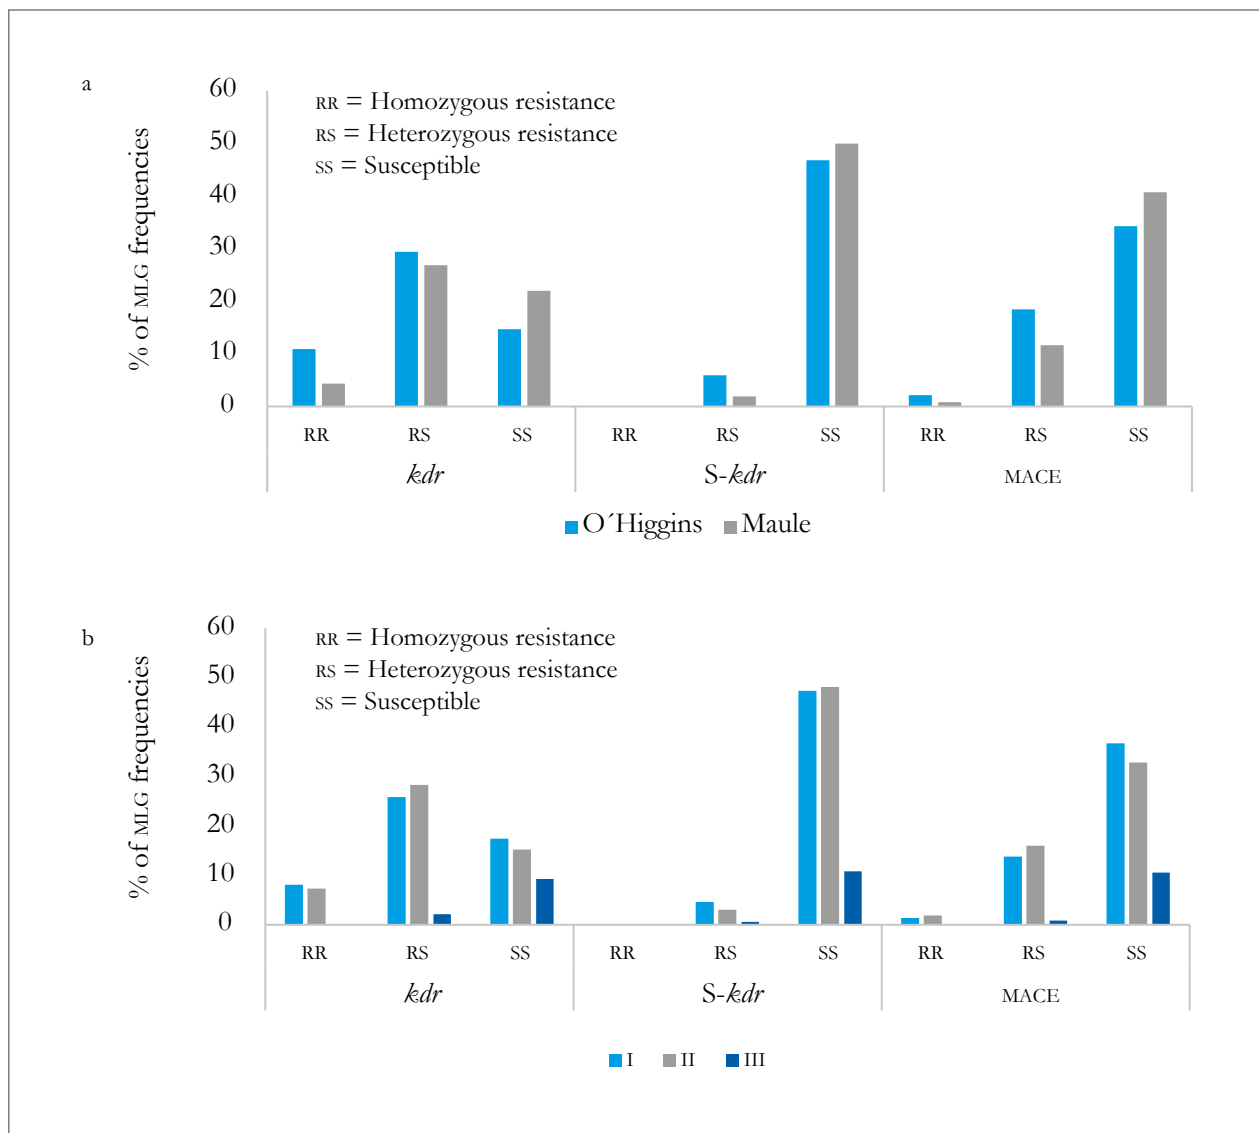 a
% of MLG frequencies
60
50
40
30
20
10
0
RR = Homozygous resistance
RS = Heterozygous resistance
SS = Susceptible
RR RS SS RR RS SS RR RS SS
kdr S-kdr MACE
O´Higgins Maule
b
% of MLG frequencies
60
50
40
30
20
10
0
RR = Homozygous resistance
RS = Heterozygous resistance
SS = Susceptible
RR RS SS RR RS SS RR RS SS
kdr S-kdr MACE
I II III